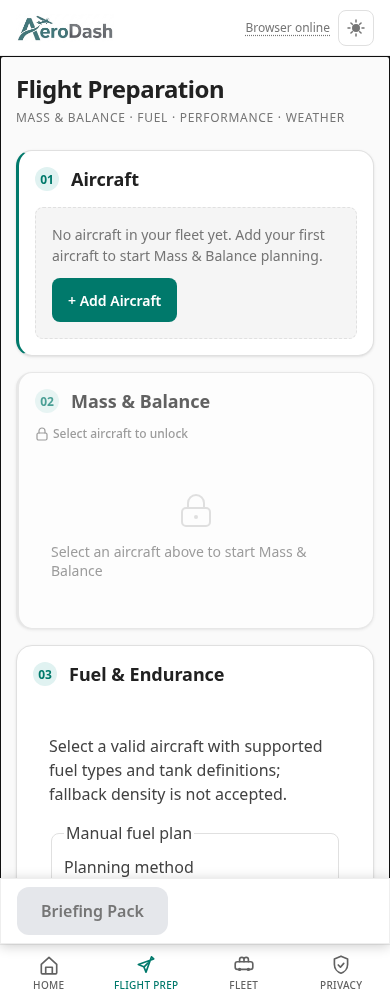 AeroDash
Browser online
Flight Preparation
MASS & BALANCE · FUEL · PERFORMANCE · WEATHER
01 Aircraft
No aircraft in your fleet yet. Add your first
aircraft to start Mass & Balance planning.
+ Add Aircraft
02 Mass & Balance
Select aircraft to unlock
Select an aircraft above to start Mass &
Balance
03 Fuel & Endurance
Select a valid aircraft with supported
fuel types and tank definitions;
fallback density is not accepted.
Manual fuel plan
Planning method
Briefing Pack
HOME FLIGHT PREP FLEET PRIVACY